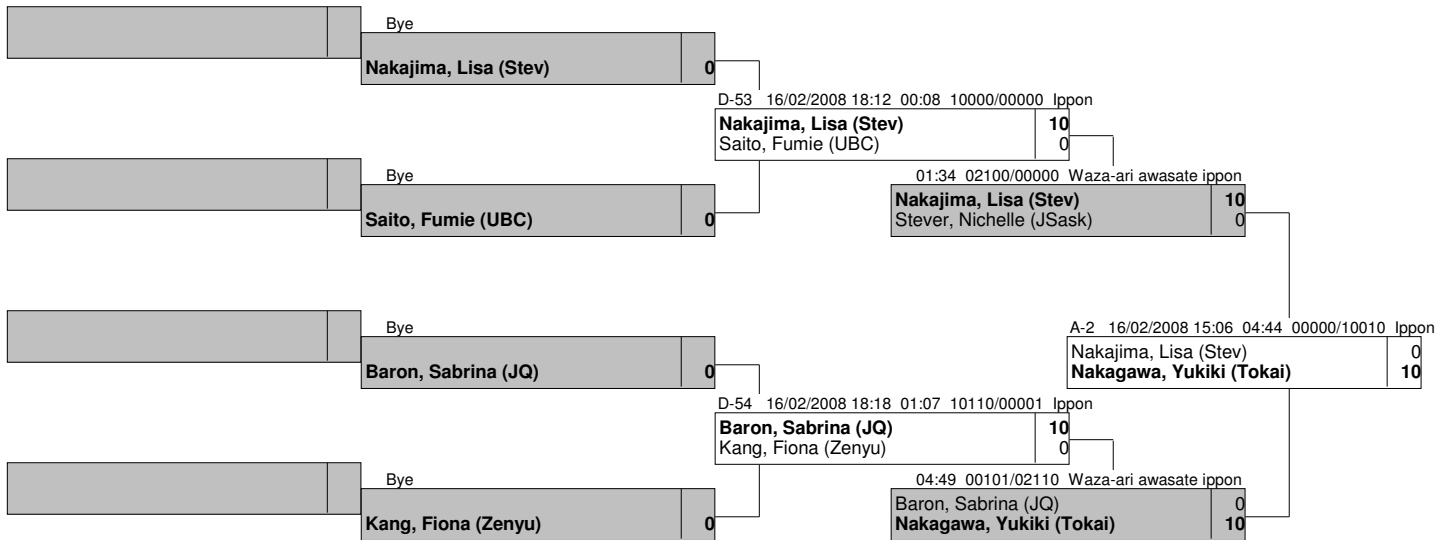 Bye
Nakajima, Lisa (Stev) 0
D-53 16/02/2008 18:12 00:08 10000/00000 Ippon
Nakajima, Lisa (Stev) 10
Saito, Fumie (UBC) 0
Bye
Saito, Fumie (UBC) 0
01:34 02100/00000 Waza-ari awasate ippon
Nakajima, Lisa (Stev) 10
Stever, Nichelle (JSask) 0
Bye
Baron, Sabrina (JQ) 0
A-2 16/02/2008 15:06 04:44 00000/10010 Ippon
Nakajima, Lisa (Stev) 0
Nakagawa, Yukiki (Tokai) 10
D-54 16/02/2008 18:18 01:07 10110/00001 Ippon
Baron, Sabrina (JQ) 10
Kang, Fiona (Zenyu) 0
Bye
Kang, Fiona (Zenyu) 0
04:49 00101/02110 Waza-ari awasate ippon
Baron, Sabrina (JQ) 0
Nakagawa, Yukiki (Tokai) 10